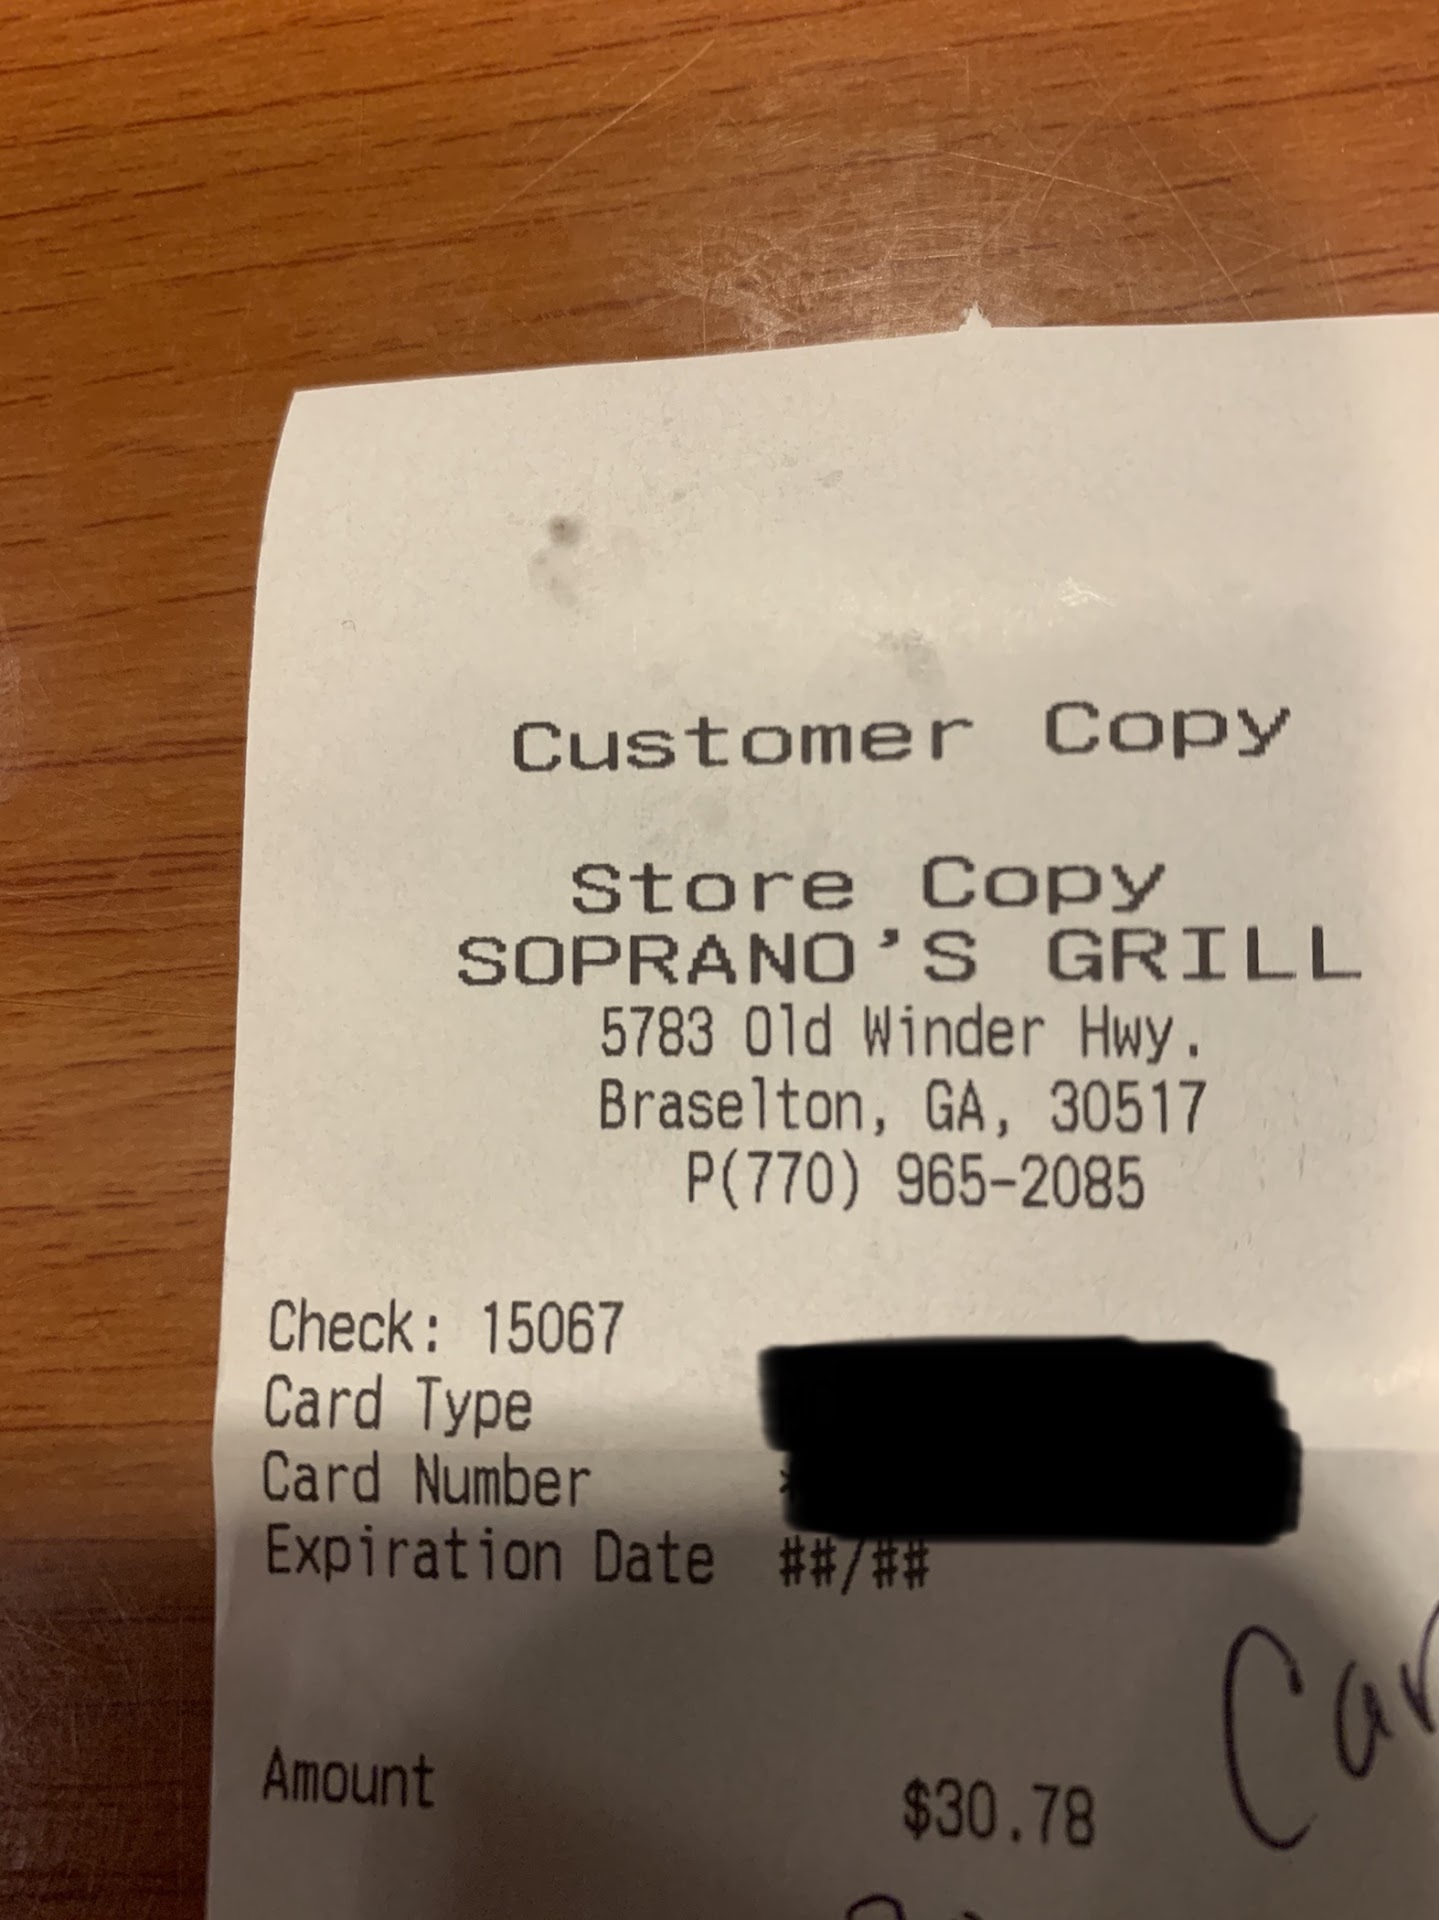 Customer Copy
Store Copy
SOPRANO'S GRILL
5783 Old Winder Hwy.
Braselton, GA, 30517
P(770) 965-2085
Check: 15067
Card Type
Card Number
Expiration Date ##/##
Amount $30.78